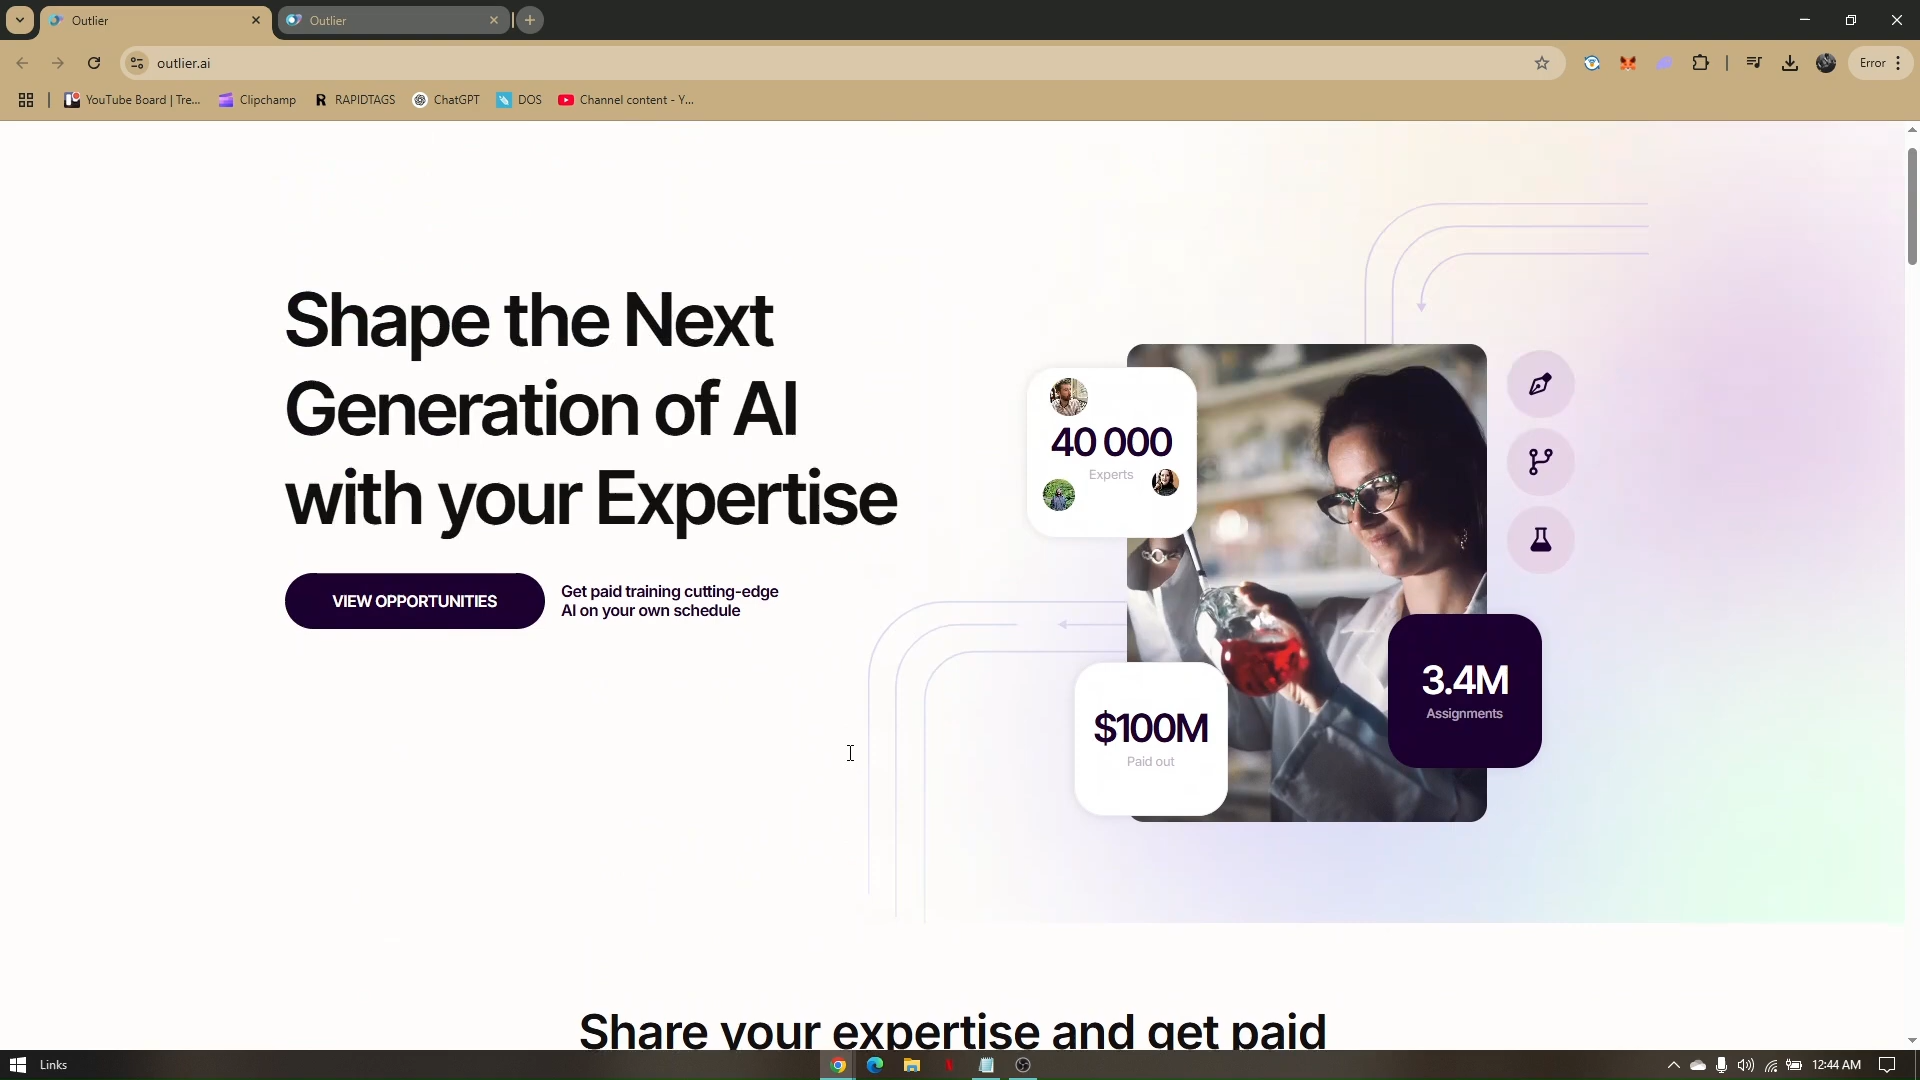 Outlier
Outlier
outlier.ai
Error
YouTube Board | Tre...
Clipchamp
RAPIDTAGS
ChatGPT
DOS
Channel content - Y...
Shape the Next
Generation of AI
with your Expertise
VIEW OPPORTUNITIES
Get paid training cutting-edge
AI on your own schedule
40 000
Experts
$100M
Paid out
3.4M
Assignments
Share your expertise and get paid
Links
12:44 AM